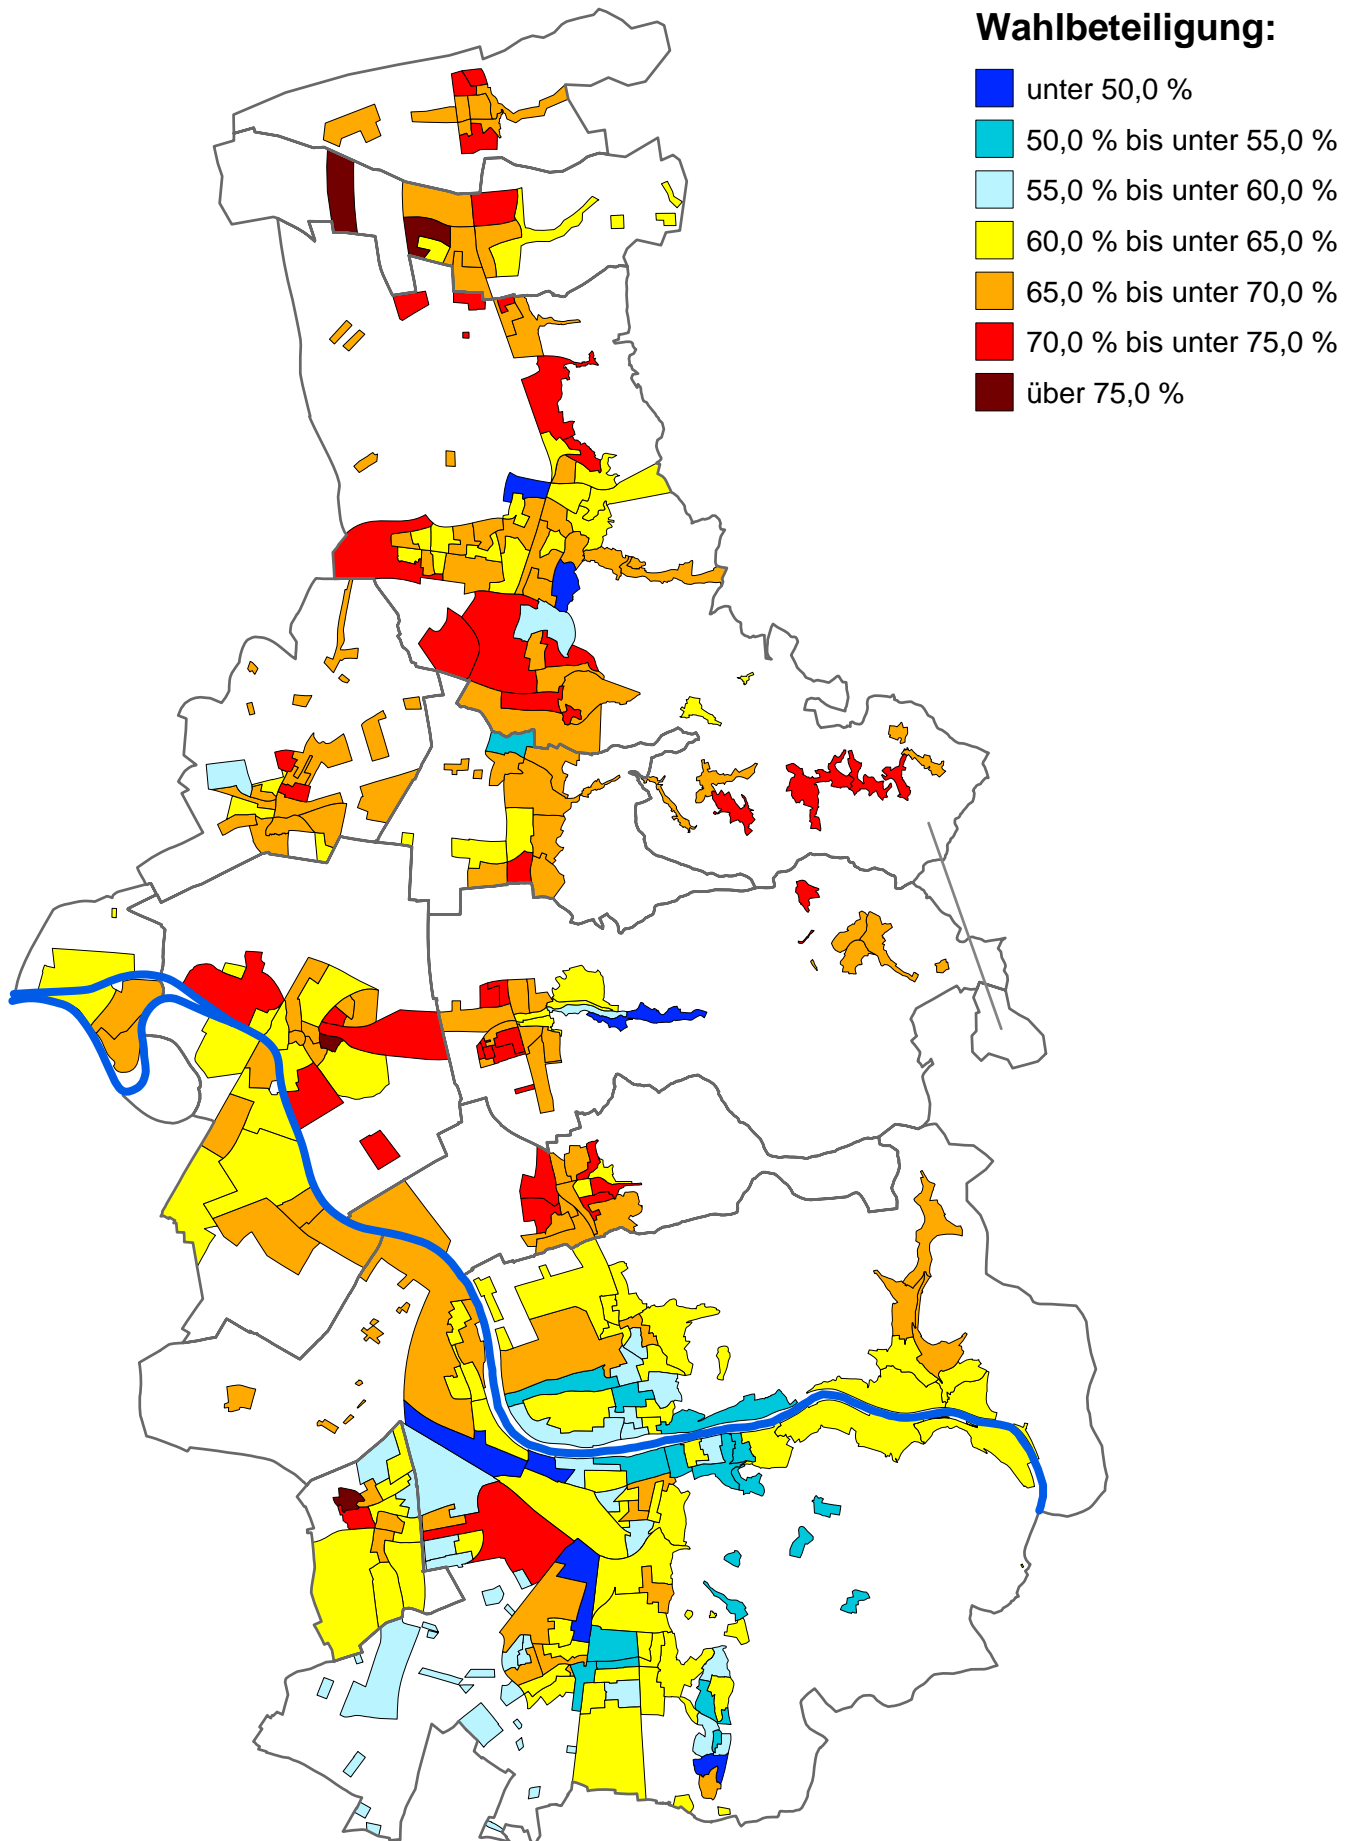 Wahlbeteiligung:
unter 50,0 %
50,0 % bis unter 55,0 %
55,0 % bis unter 60,0 %
60,0 % bis unter 65,0 %
65,0 % bis unter 70,0 %
70,0 % bis unter 75,0 %
über 75,0 %